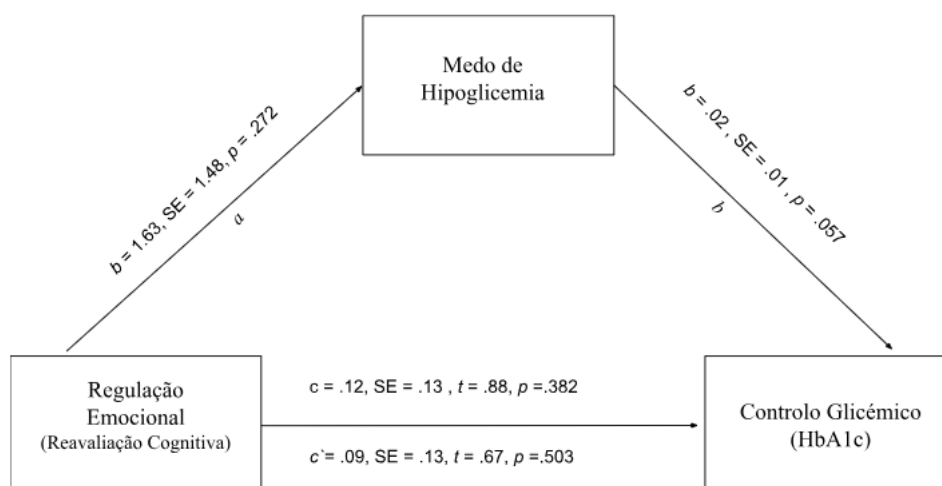 Medo de
Hipoglicemia
b = 1.63, SE = 1.48, p = .272
a
b = .02 , SE = .01 , p = .057
b
Regulação
Emocional
(Reavaliação Cognitiva)
c = .12, SE = .13 , t = .88, p =.382
c`= .09, SE = .13, t = .67, p =.503
Controlo Glicémico
(HbA1c)